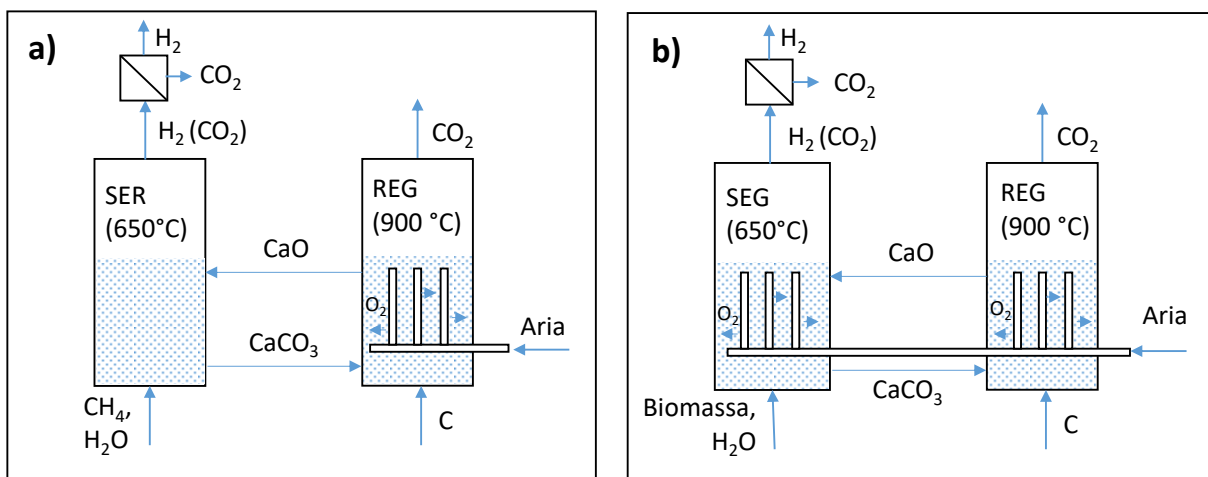 a)
H₂
CO₂
H₂ (CO₂)
CO₂
SER
(650°C)
REG
(900 °C)
CaO
O₂
Aria
CaCO₃
CH₄,
H₂O
C
b)
H₂
CO₂
H₂ (CO₂)
CO₂
SEG
(650°C)
REG
(900 °C)
CaO
O₂
O₂
Aria
CaCO₃
Biomassa,
H₂O
C